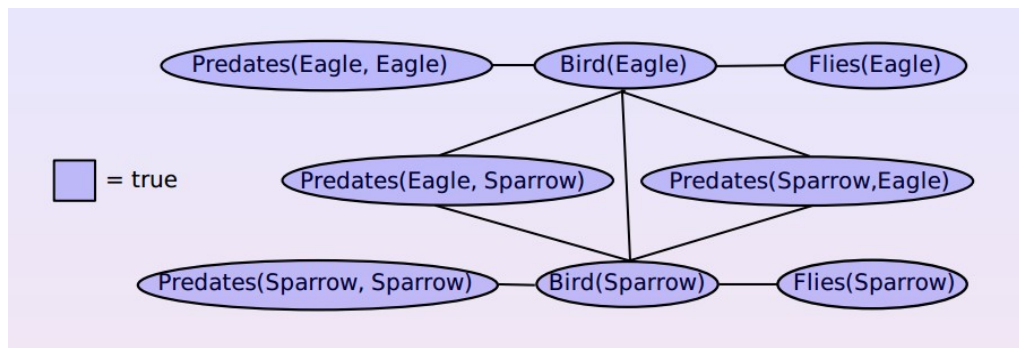 Predates(Eagle, Eagle) Bird(Eagle) Flies(Eagle)
= true Predates(Eagle, Sparrow) Predates(Sparrow,Eagle)
Predates(Sparrow, Sparrow) Bird(Sparrow) Flies(Sparrow)